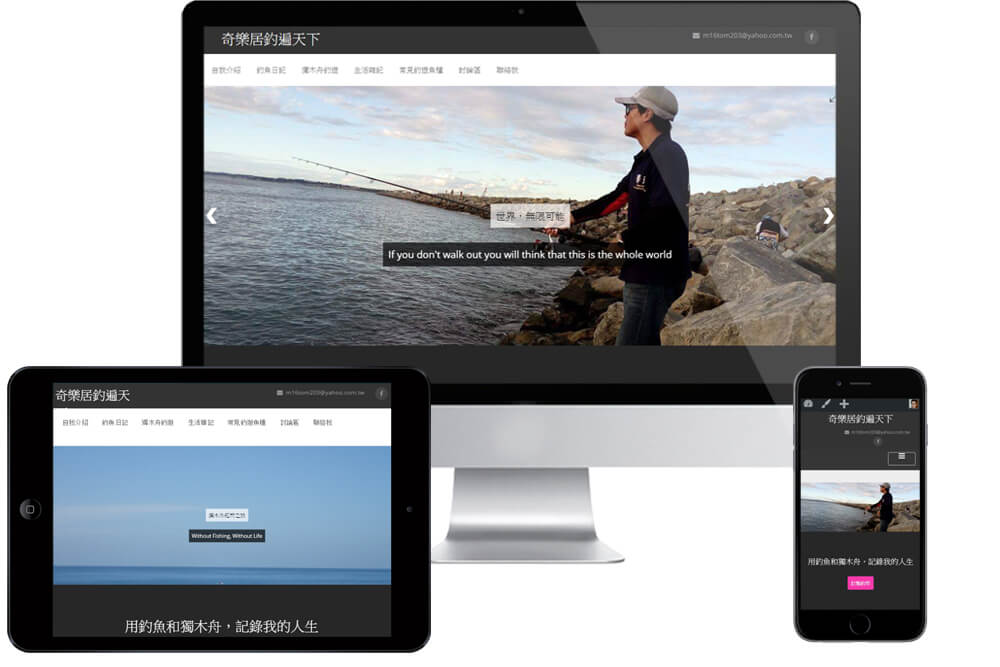 奇樂居釣遍天下
m16tom203@yahoo.com.tw
f
自我介紹 釣魚日記 獨木舟釣遊 生活雜記 常見釣遊魚種 討論區 聯絡我
世界,無限可能
If you don't walk out you will think that this is the whole world
奇樂居釣遍天
m16tom203@yahoo.com.tw
f
自我介紹 釣魚日記 獨木舟釣遊 生活雜記 常見釣遊魚種 討論區 聯絡我
Without Fishing, Without Life
用釣魚和獨木舟,記錄我的人生
奇樂居釣遍天下
m16tom203@yahoo.com.tw
f
用釣魚和獨木舟,記錄我的人生